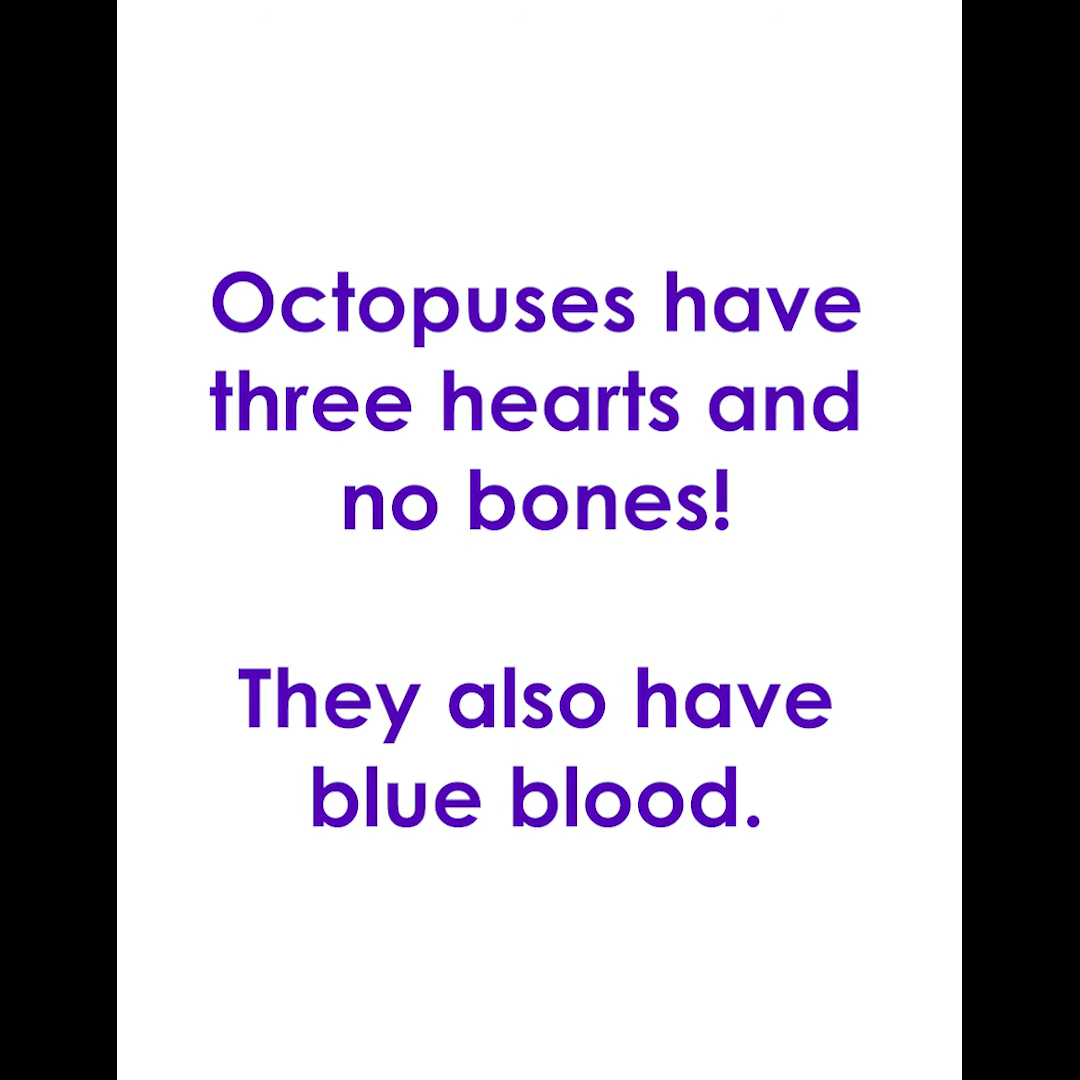 Octopuses have
three hearts and
no bones!
They also have
blue blood.